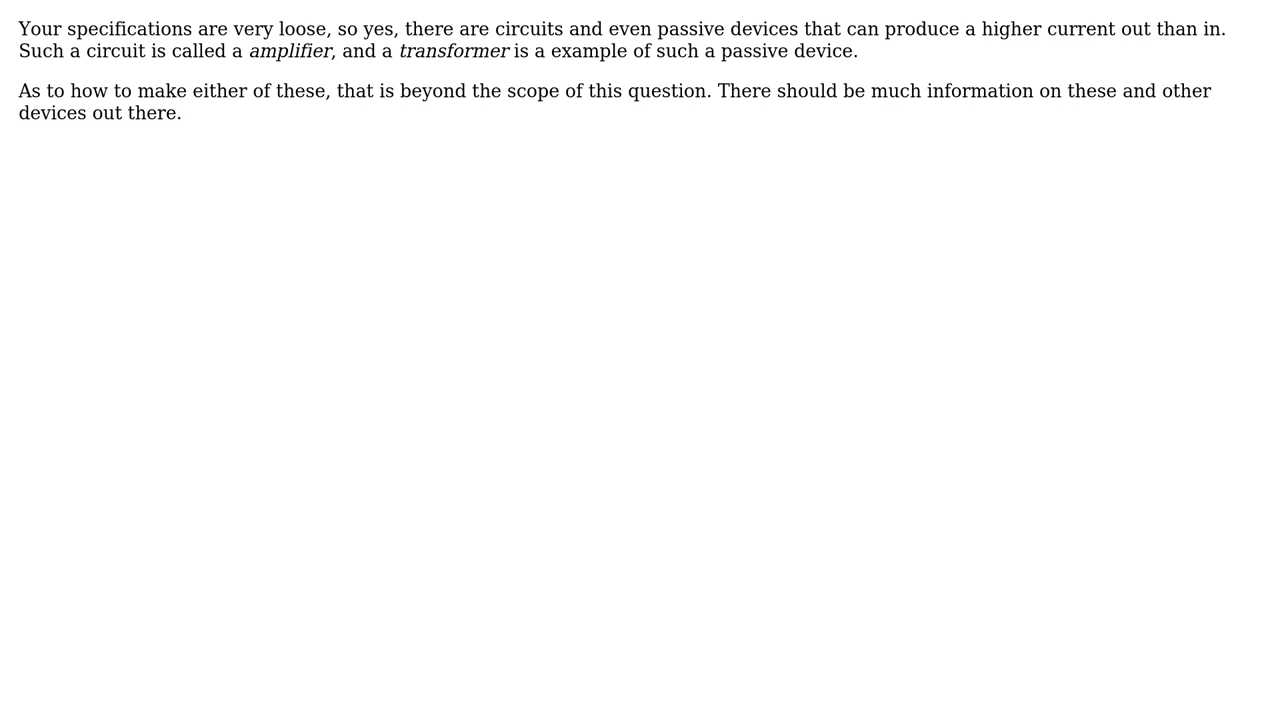 Your specifications are very loose, so yes, there are circuits and even passive devices that can produce a higher current out than in.
Such a circuit is called a amplifier, and a transformer is a example of such a passive device.
As to how to make either of these, that is beyond the scope of this question. There should be much information on these and other
devices out there.